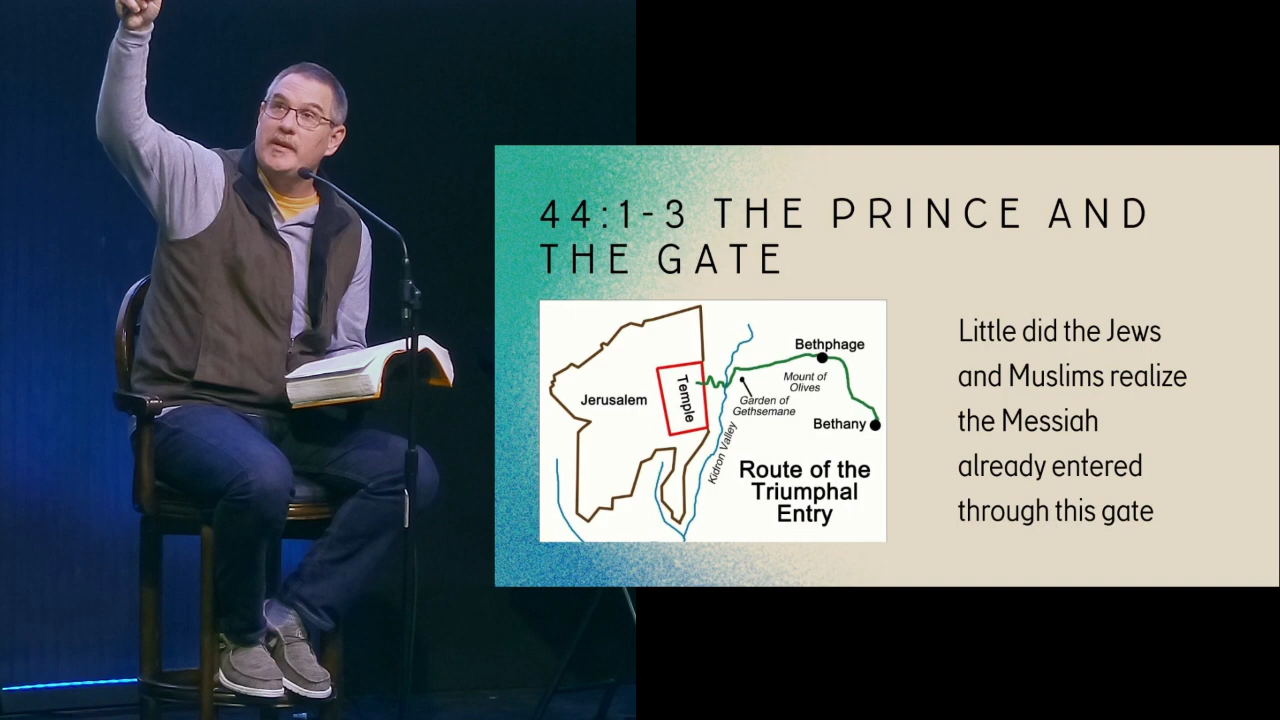 44:1-3 THE PRINCE AND
THE GATE
Bethphage
Mount of
Olives
Jerusalem
Temple
Garden of
Gethsemane
Bethany
Kidron Valley
Route of the
Triumphal
Entry
Little did the Jews
and Muslims realize
the Messiah
already entered
through this gate